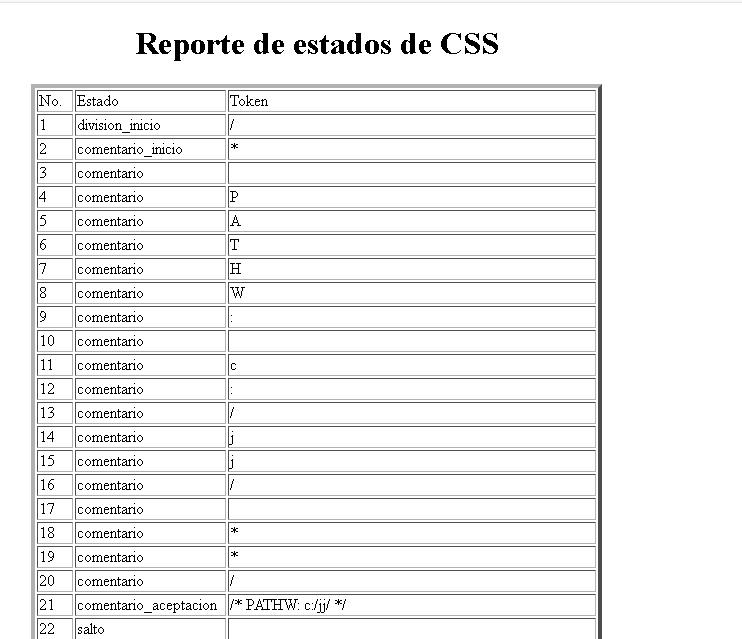 Reporte de estados de CSS
No. Estado Token
1 division_inicio /
2 comentario_inicio *
3 comentario
4 comentario P
5 comentario A
6 comentario T
7 comentario H
8 comentario W
9 comentario :
10 comentario
11 comentario c
12 comentario :
13 comentario /
14 comentario j
15 comentario j
16 comentario /
17 comentario
18 comentario *
19 comentario *
20 comentario /
21 comentario_aceptacion /* PATHW: c:/jj/ */
22 salto